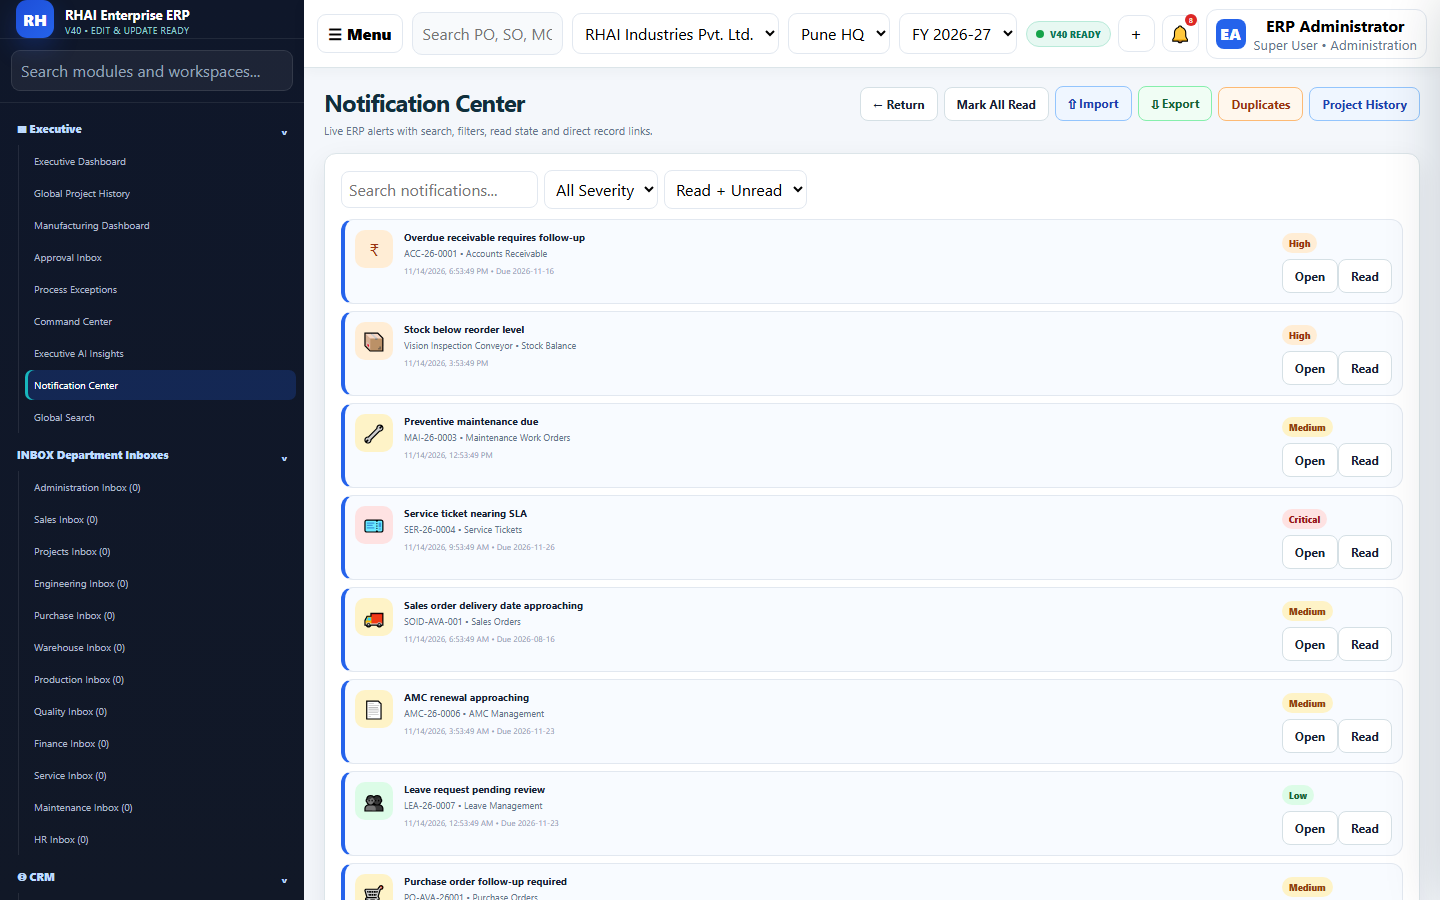 RH
RHAI Enterprise ERP
V40 • EDIT & UPDATE READY
Search modules and workspaces...
Executive
Executive Dashboard
Global Project History
Manufacturing Dashboard
Approval Inbox
Process Exceptions
Command Center
Executive AI Insights
Notification Center
Global Search
INBOX Department Inboxes
Administration Inbox (0)
Sales Inbox (0)
Projects Inbox (0)
Engineering Inbox (0)
Purchase Inbox (0)
Warehouse Inbox (0)
Production Inbox (0)
Quality Inbox (0)
Finance Inbox (0)
Service Inbox (0)
Maintenance Inbox (0)
HR Inbox (0)
CRM
☰ Menu
Search PO, SO, MO
RHAI Industries Pvt. Ltd.
Pune HQ
FY 2026-27
V40 READY
+
8
EA
ERP Administrator
Super User • Administration
Notification Center
Live ERP alerts with search, filters, read state and direct record links.
← Return
Mark All Read
⇧ Import
⇩ Export
Duplicates
Project History
Search notifications...
All Severity
Read + Unread
₹
Overdue receivable requires follow-up
ACC-26-0001 • Accounts Receivable
11/14/2026, 6:53:49 PM • Due 2026-11-16
High
Open
Read
Stock below reorder level
Vision Inspection Conveyor • Stock Balance
11/14/2026, 3:53:49 PM
High
Open
Read
Preventive maintenance due
MAI-26-0003 • Maintenance Work Orders
11/14/2026, 12:53:49 PM
Medium
Open
Read
Service ticket nearing SLA
SER-26-0004 • Service Tickets
11/14/2026, 9:53:49 AM • Due 2026-11-26
Critical
Open
Read
Sales order delivery date approaching
SOID-AVA-001 • Sales Orders
11/14/2026, 6:53:49 AM • Due 2026-08-16
Medium
Open
Read
AMC renewal approaching
AMC-26-0006 • AMC Management
11/14/2026, 3:53:49 AM • Due 2026-11-23
Medium
Open
Read
Leave request pending review
LEA-26-0007 • Leave Management
11/14/2026, 12:53:49 AM • Due 2026-11-23
Low
Open
Read
Purchase order follow-up required
PO-AVA-26001 • Purchase Orders
Medium